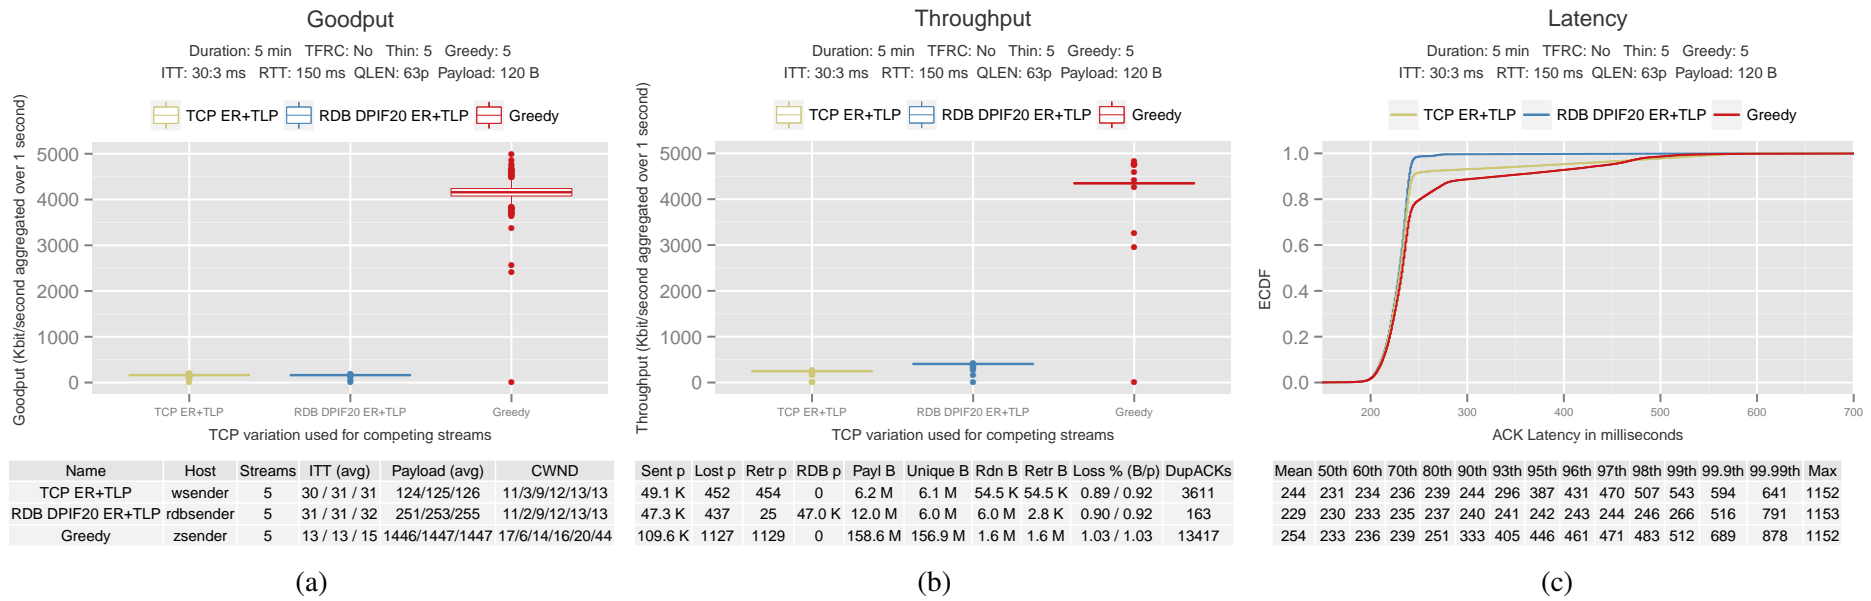 Goodput
Duration: 5 min TFRC: No Thin: 5 Greedy: 5
ITT: 30:3 ms RTT: 150 ms QLEN: 63p Payload: 120 B
TCP ER+TLP RDB DPIF20 ER+TLP Greedy
Goodput (Kbit/second aggregated over 1 second)
5000
4000
3000
2000
1000
0
TCP ER+TLP RDB DPIF20 ER+TLP Greedy
TCP variation used for competing streams
Name Host Streams ITT (avg) Payload (avg) CWND
TCP ER+TLP wsender 5 30 / 31 / 31 124/125/126 11/3/9/12/13/13
RDB DPIF20 ER+TLP rdbsender 5 31 / 31 / 32 251/253/255 11/2/9/12/13/13
Greedy zsender 5 13 / 13 / 15 1446/1447/1447 17/6/14/16/20/44
(a)
Throughput
Duration: 5 min TFRC: No Thin: 5 Greedy: 5
ITT: 30:3 ms RTT: 150 ms QLEN: 63p Payload: 120 B
TCP ER+TLP RDB DPIF20 ER+TLP Greedy
Throughput (Kbit/second aggregated over 1 second)
5000
4000
3000
2000
1000
0
TCP ER+TLP RDB DPIF20 ER+TLP Greedy
TCP variation used for competing streams
Sent p Lost p Retr p RDB p Payl B Unique B Rdn B Retr B Loss % (B/p) DupACKs
49.1 K 452 454 0 6.2 M 6.1 M 54.5 K 54.5 K 0.89 / 0.92 3611
47.3 K 437 25 47.0 K 12.0 M 6.0 M 6.0 M 2.8 K 0.90 / 0.92 163
109.6 K 1127 1129 0 158.6 M 156.9 M 1.6 M 1.6 M 1.03 / 1.03 13417
(b)
Latency
Duration: 5 min TFRC: No Thin: 5 Greedy: 5
ITT: 30:3 ms RTT: 150 ms QLEN: 63p Payload: 120 B
TCP ER+TLP RDB DPIF20 ER+TLP Greedy
ECDF
1.0
0.8
0.6
0.4
0.2
0.0
200 300 400 500 600 700
ACK Latency in milliseconds
Mean 50th 60th 70th 80th 90th 93th 95th 96th 97th 98th 99th 99.9th 99.99th Max
244 231 234 236 239 244 296 387 431 470 507 543 594 641 1152
229 230 233 235 237 240 241 242 243 244 246 266 516 791 1153
254 233 236 239 251 333 405 446 461 471 483 512 689 878 1152
(c)